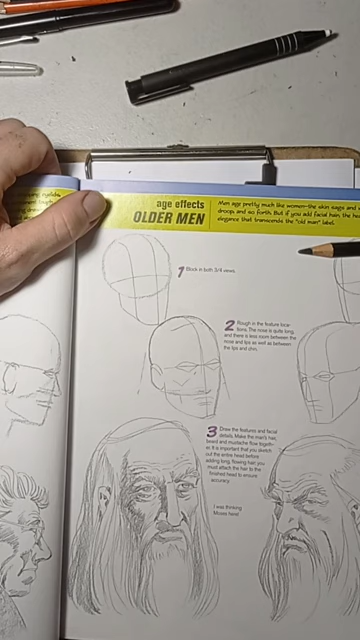 age effects
OLDER MEN
Men age pretty much like women–the skin sags and
droop, and so forth. But if you add facial hair, the
elegance that transcends the "old man" label.
1 Block in both 3/4 views.
2 Rough in the feature loca-
tions. The nose is quite long,
and there is less room between the
nose and lips as well as between
the lips and chin.
3 Draw the features and facial
details. Make the man's hair,
beard and mustache flow togeth-
er. It is important that you sketch
out the entire head before
adding long, flowing hair; you
must attach the hair to the
finished head to ensure
accuracy.
I was thinking
Moses here!